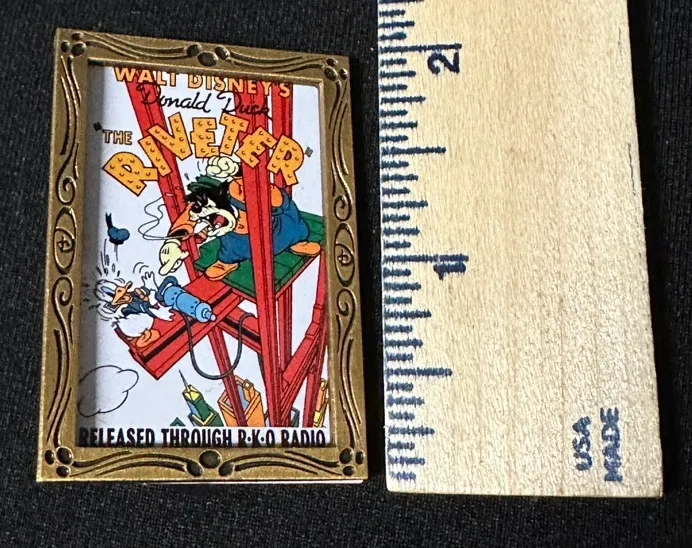 WALT DISNEY'S
Donald Duck
"THE
RIVETER"
RELEASED THROUGH R·K·O RADIO
2
1
USA
MADE